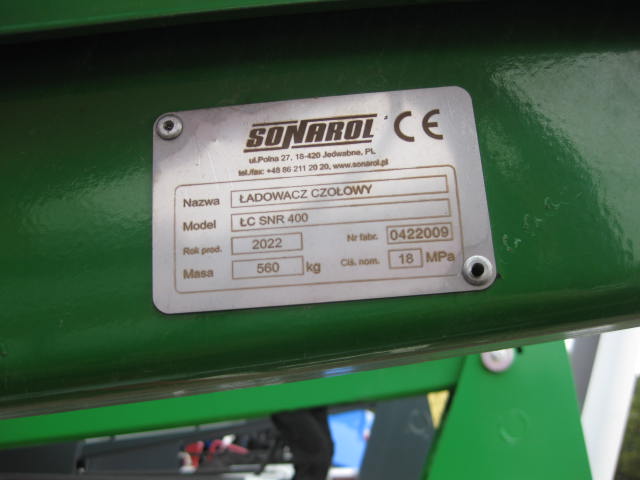 SONAROL CE
ul.Polna 27, 18-420 Jedwabne, PL
tel./fax: +48 86 211 20 20, www.sonarol.pl
Nazwa ŁADOWACZ CZOŁOWY
Model ŁC SNR 400
Rok prod. 2022 Nr fabr. 0422009
Masa 560 kg Ciś. nom. 18 MPa